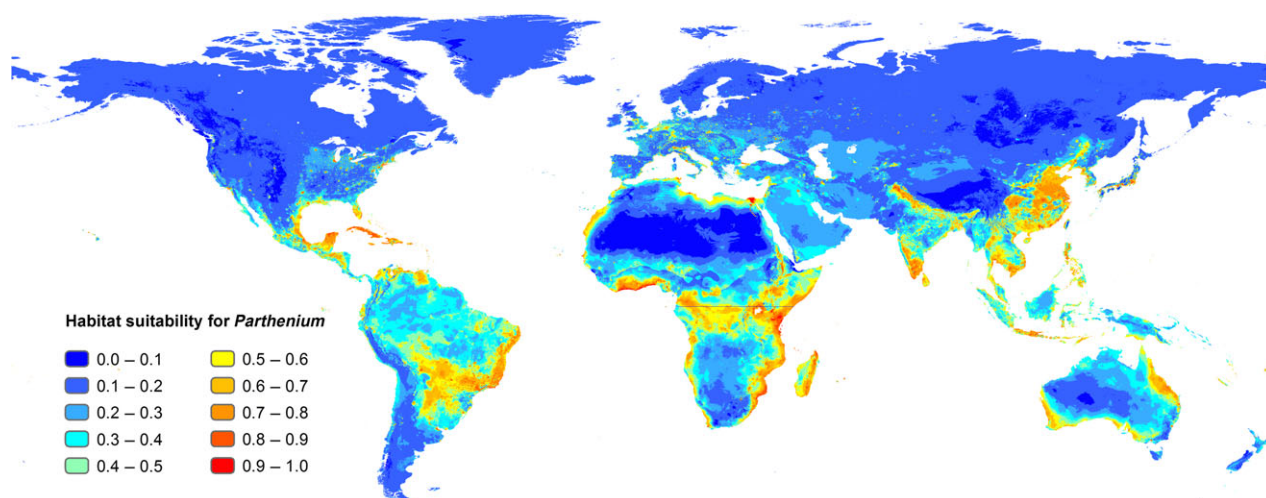 Habitat suitability for Parthenium
0.0 – 0.1
0.1 – 0.2
0.2 – 0.3
0.3 – 0.4
0.4 – 0.5
0.5 – 0.6
0.6 – 0.7
0.7 – 0.8
0.8 – 0.9
0.9 – 1.0